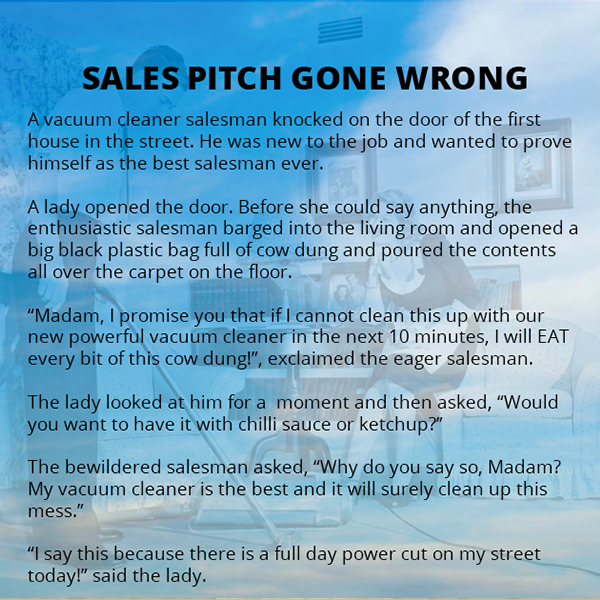 SALES PITCH GONE WRONG
A vacuum cleaner salesman knocked on the door of the first
house in the street. He was new to the job and wanted to prove
himself as the best salesman ever.
A lady opened the door. Before she could say anything, the
enthusiastic salesman barged into the living room and opened a
big black plastic bag full of cow dung and poured the contents
all over the carpet on the floor.
“Madam, I promise you that if I cannot clean this up with our
new powerful vacuum cleaner in the next 10 minutes, I will EAT
every bit of this cow dung!”, exclaimed the eager salesman.
The lady looked at him for a  moment and then asked, “Would
you want to have it with chilli sauce or ketchup?”
The bewildered salesman asked, “Why do you say so, Madam?
My vacuum cleaner is the best and it will surely clean up this
mess.”
“I say this because there is a full day power cut on my street
today!” said the lady.